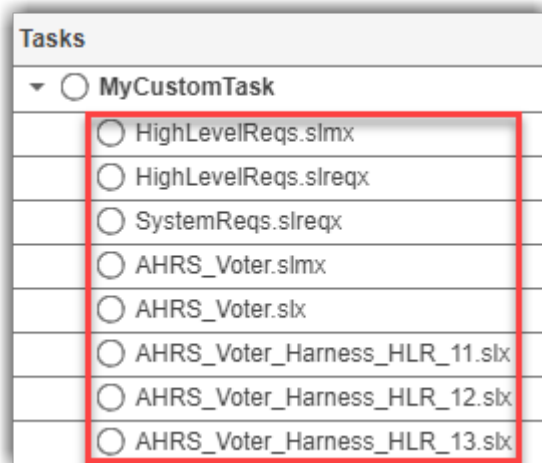 Tasks
MyCustomTask
HighLevelReqs.slmx
HighLevelReqs.slreqx
SystemReqs.slreqx
AHRS_Voter.slmx
AHRS_Voter.slx
AHRS_Voter_Harness_HLR_11.slx
AHRS_Voter_Harness_HLR_12.slx
AHRS_Voter_Harness_HLR_13.slx